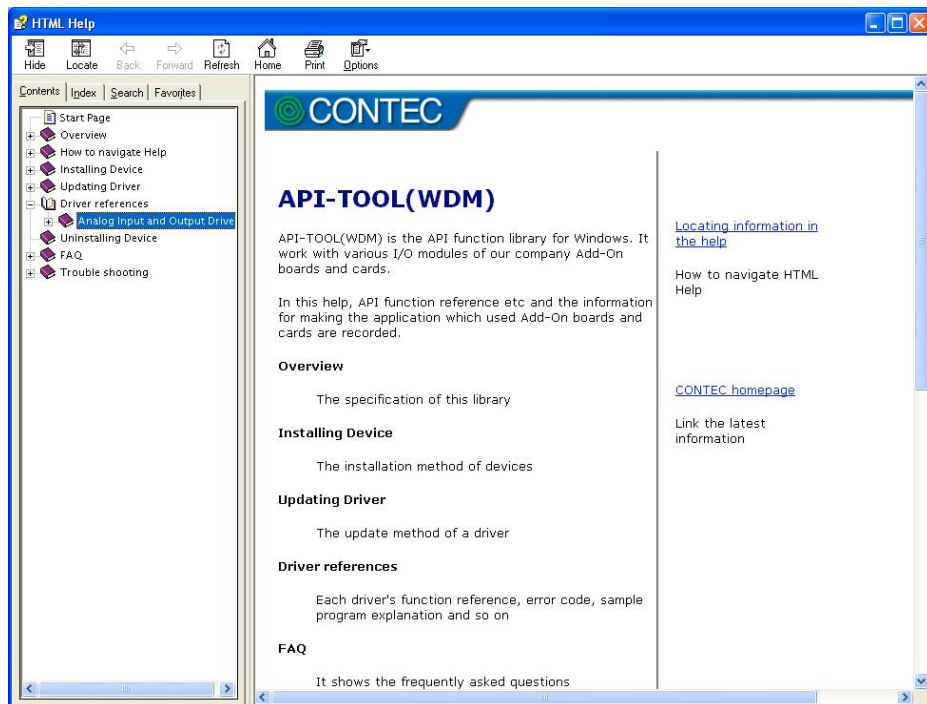 HTML Help
Hide Locate Back Forward Refresh Home Print Options
Contents Index Search Favorites
Start Page
Overview
How to navigate Help
Installing Device
Updating Driver
Driver references
Analog Input and Output Drive
Uninstalling Device
FAQ
Trouble shooting
CONTEC
API-TOOL(WDM)
API-TOOL(WDM) is the API function library for Windows. It
work with various I/O modules of our company Add-On
boards and cards.
In this help, API function reference etc and the information
for making the application which used Add-On boards and
cards are recorded.
Overview
The specification of this library
Installing Device
The installation method of devices
Updating Driver
The update method of a driver
Driver references
Each driver's function reference, error code, sample
program explanation and so on
FAQ
It shows the frequently asked questions
Locating information in
the help
How to navigate HTML
Help
CONTEC homepage
Link the latest
information